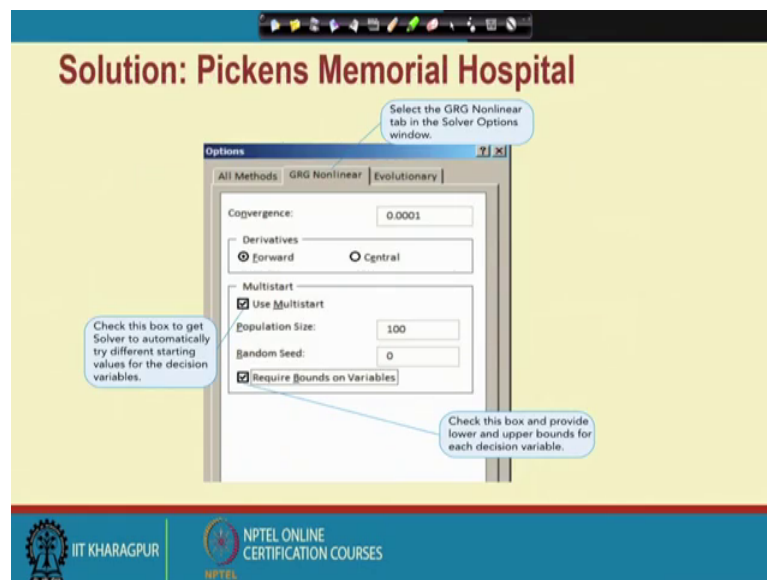 Solution: Pickens Memorial Hospital
Select the GRG Nonlinear
tab in the Solver Options
window.
Options
All Methods GRG Nonlinear Evolutionary
Convergence: 0.0001
Derivatives
Forward Central
Multistart
Use Multistart
Check this box to get
Solver to automatically
try different starting
values for the decision
variables.
Population Size: 100
Random Seed: 0
Require Bounds on Variables
Check this box and provide
lower and upper bounds for
each decision variable.
IIT KHARAGPUR
NPTEL ONLINE
CERTIFICATION COURSES
NPTEL